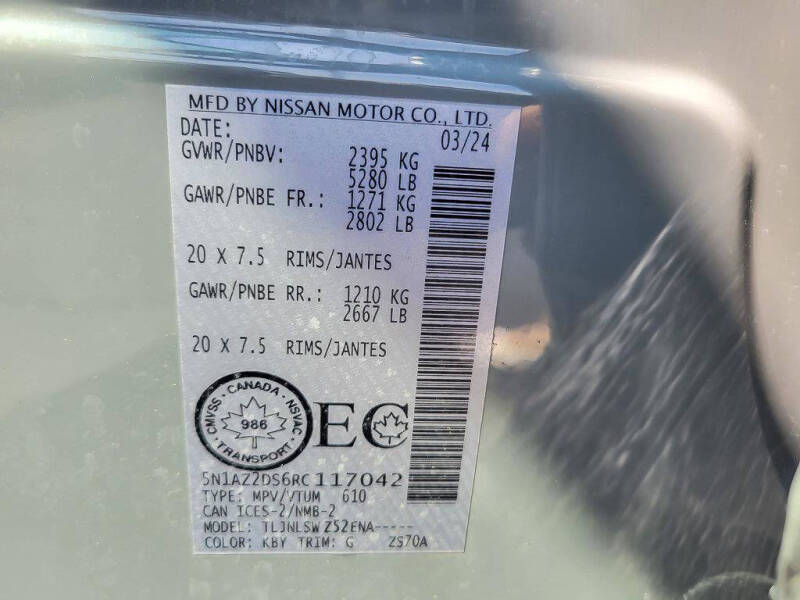 MFD BY NISSAN MOTOR CO., LTD.
DATE: 03/24
GVWR/PNBV: 2395 KG
5280 LB
GAWR/PNBE FR.: 1271 KG
2802 LB
20 X 7.5 RIMS/JANTES
GAWR/PNBE RR.: 1210 KG
2667 LB
20 X 7.5 RIMS/JANTES
CANADA
CMVSS 986 NSVAC
TRANSPORT
EC
5N1AZ2DS6RC117042
TYPE: MPV/VTUM 610
CAN ICES-2/NMB-2
MODEL: TLJNLSW Z52ENA-----
COLOR: KBY TRIM: G ZS70A